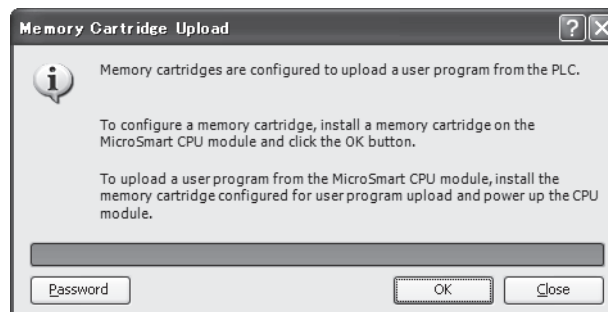 Memory Cartridge Upload
Memory cartridges are configured to upload a user program from the PLC.
To configure a memory cartridge, install a memory cartridge on the
MicroSmart CPU module and click the OK button.
To upload a user program from the MicroSmart CPU module, install the
memory cartridge configured for user program upload and power up the CPU
module.
Password
OK
Close